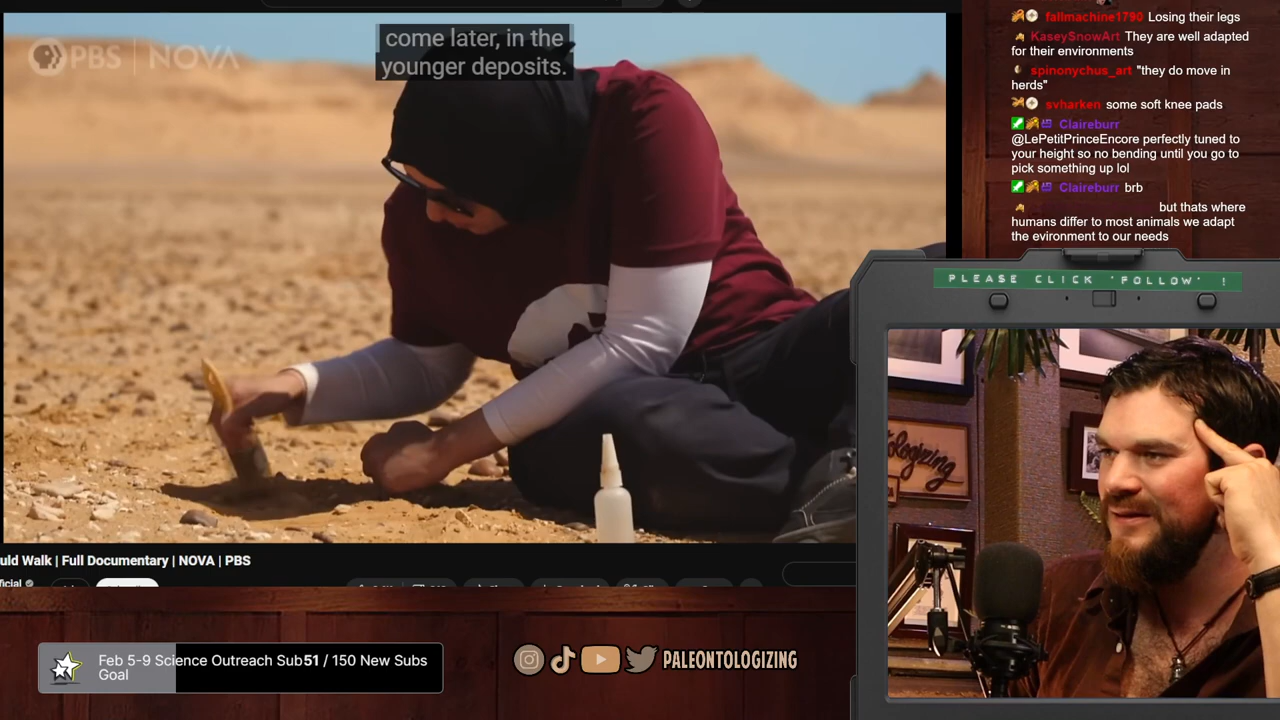 PBS | NOVA
come later, in the
younger deposits.
fallmachine1790 Losing their legs
KaseySnowArt They are well adapted
for their environments
spinonychus_art "they do move in
herds"
svharken some soft knee pads
Claireburr
@LePetitPrinceEncore perfectly tuned to
your height so no bending until you go to
pick something up lol
Claireburr brb
but thats where
humans differ to most animals we adapt
the evironment to our needs
PLEASE CLICK 'FOLLOW' !
ologizing
uld Walk | Full Documentary | NOVA | PBS
ficial
Feb 5-9 Science Outreach Sub 51 / 150 New Subs
Goal
PALEONTOLOGIZING